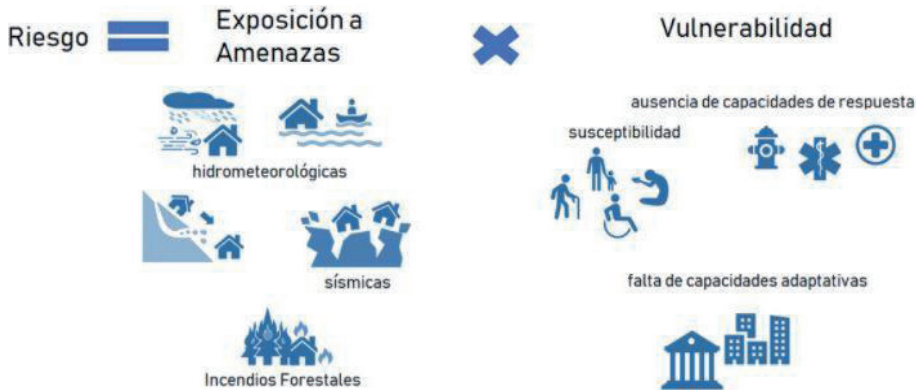 Riesgo
Exposición a
Amenazas
Vulnerabilidad
hidrometeorológicas
sísmicas
Incendios Forestales
ausencia de capacidades de respuesta
susceptibilidad
falta de capacidades adaptativas